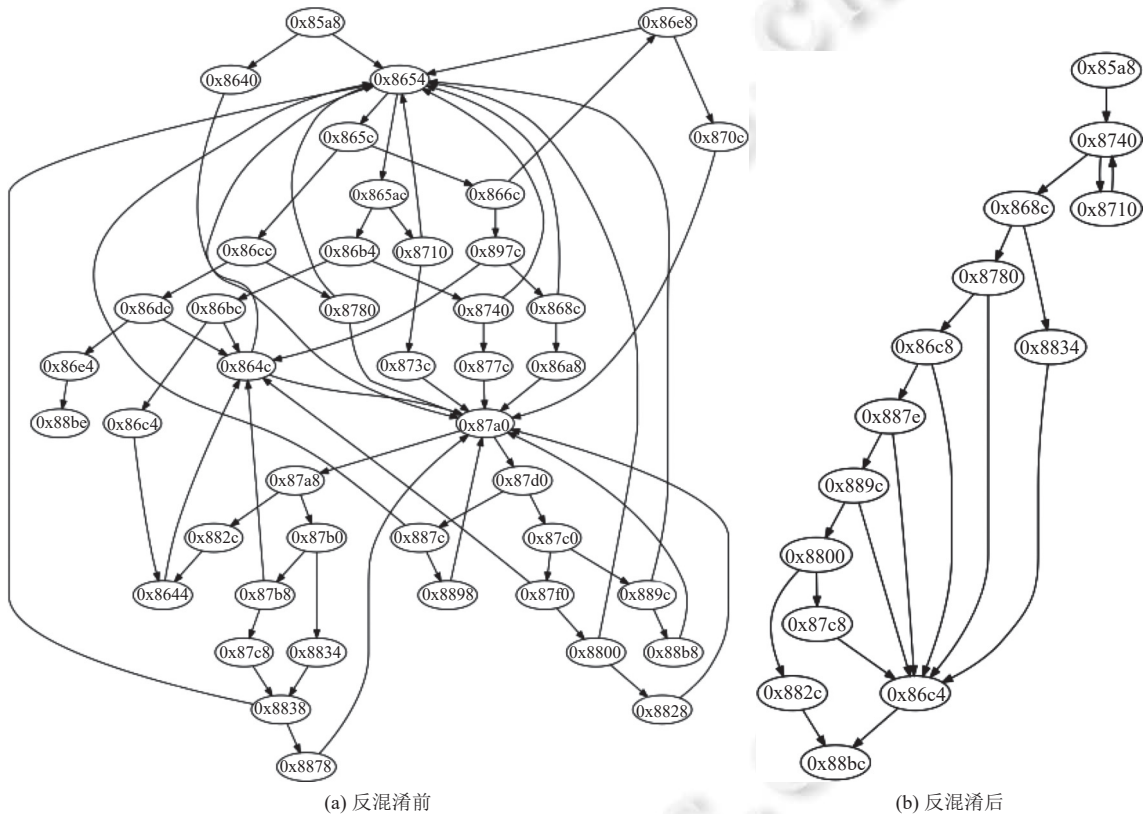 0x85a8
0x86e8
0x8640
0x8654
0x865c
0x870c
0x865ac
0x866c
0x86cc
0x86b4
0x8710
0x897c
0x86dc
0x86bc
0x8780
0x8740
0x868c
0x86e4
0x864c
0x873c
0x877c
0x86a8
0x88be
0x86c4
0x87a0
0x87a8
0x87d0
0x882c
0x87b0
0x887c
0x87c0
0x8644
0x87b8
0x8898
0x87f0
0x889c
0x87c8
0x8834
0x8800
0x88b8
0x8838
0x8828
0x8878
(a) 反混淆前
0x85a8
0x8740
0x868c
0x8710
0x8780
0x86c8
0x8834
0x887e
0x889c
0x8800
0x87c8
0x882c
0x86c4
0x88bc
(b) 反混淆后